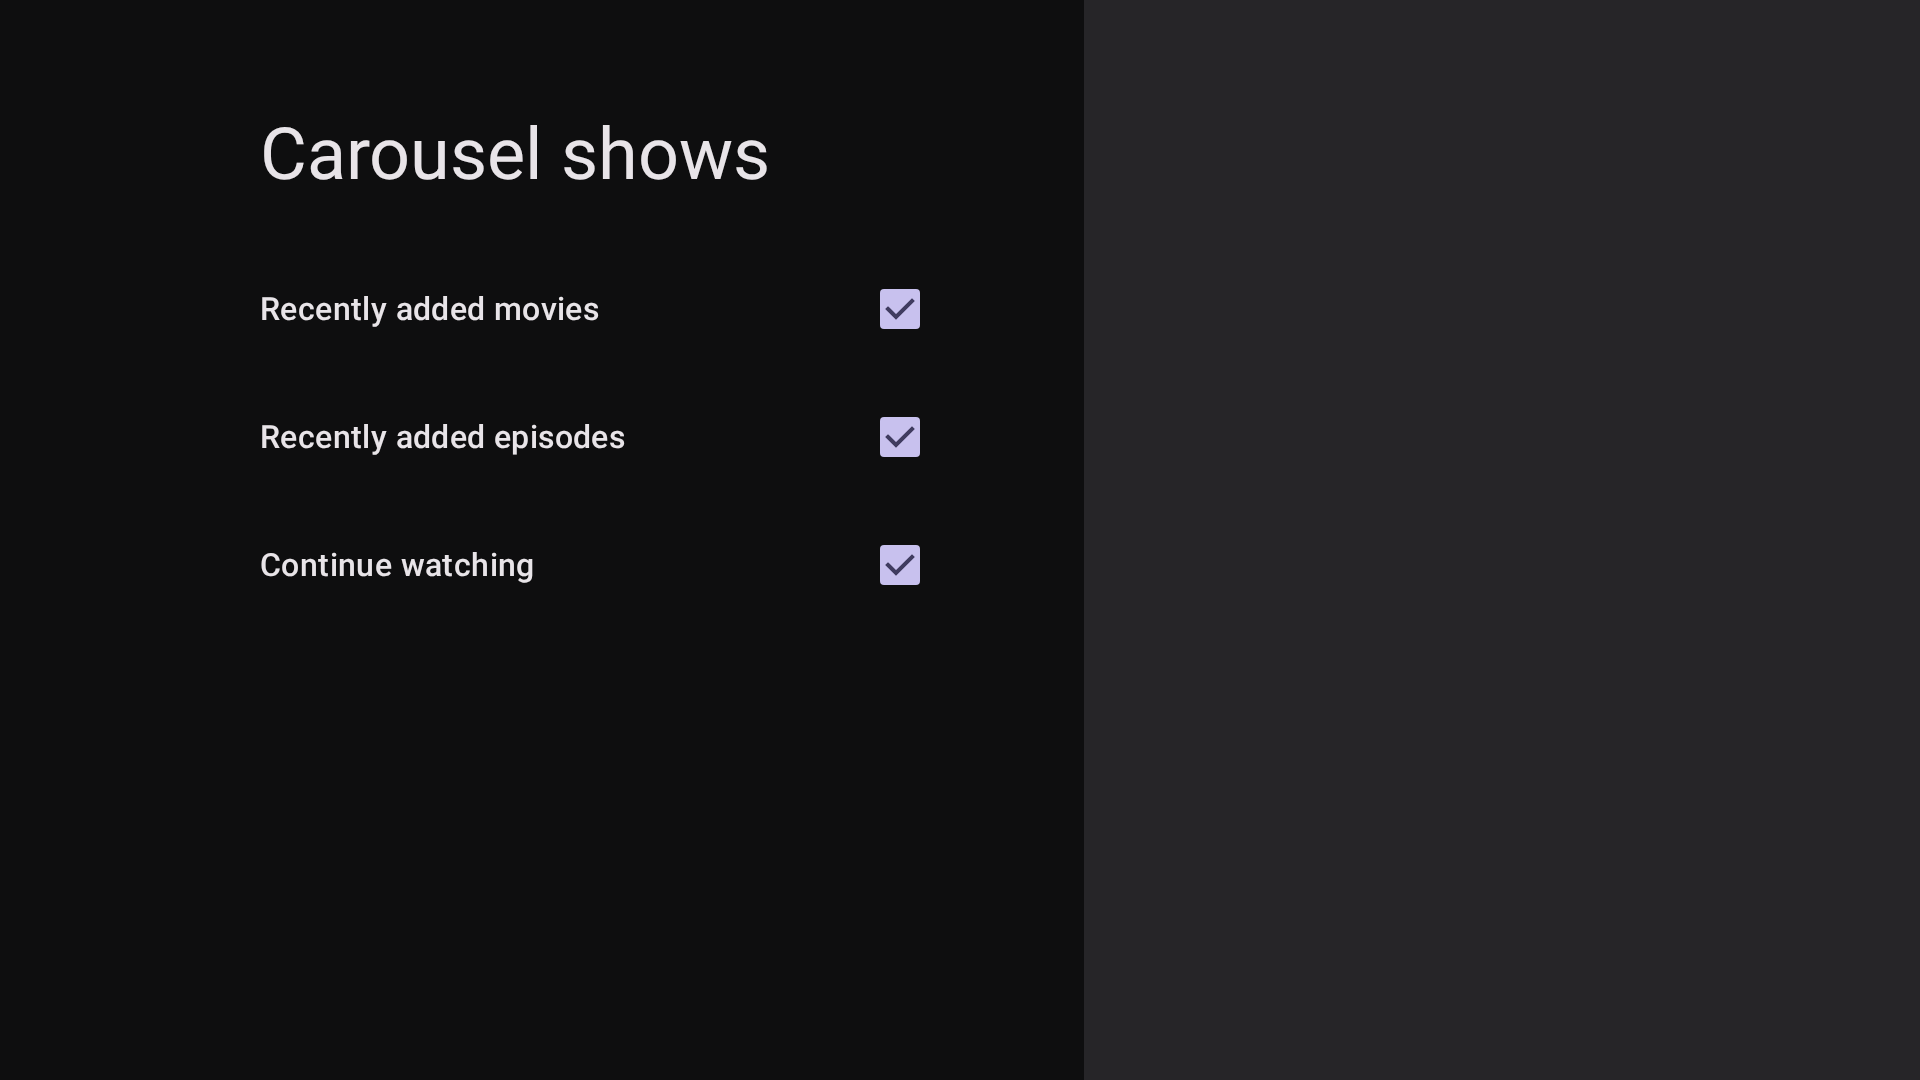 Carousel shows
Recently added movies
Recently added episodes
Continue watching